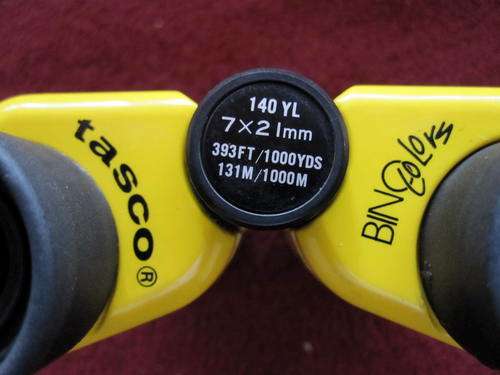 tasco®
140 YL
7×21mm
393FT/1000YDS
131M/1000M
BINOcolors